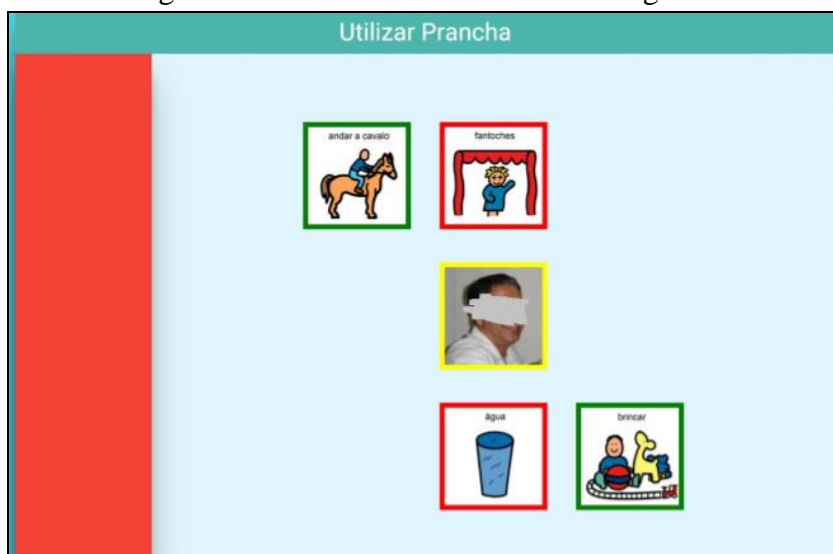 Utilizar Prancha
andar a cavalo
fantoches
água
brincar